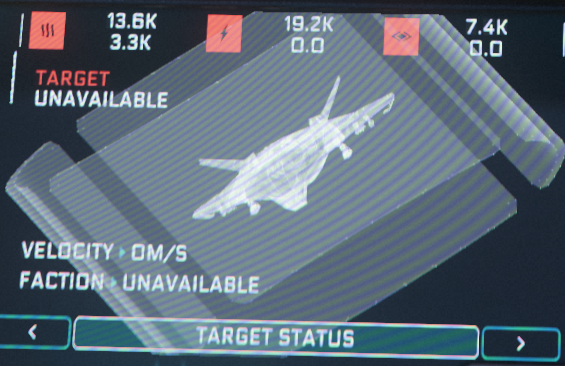 13.6K
3.3K
19.2K
0.0
7.4K
0.0
TARGET
UNAVAILABLE
VELOCITY ▸ 0M/S
FACTION ▸ UNAVAILABLE
< TARGET STATUS >